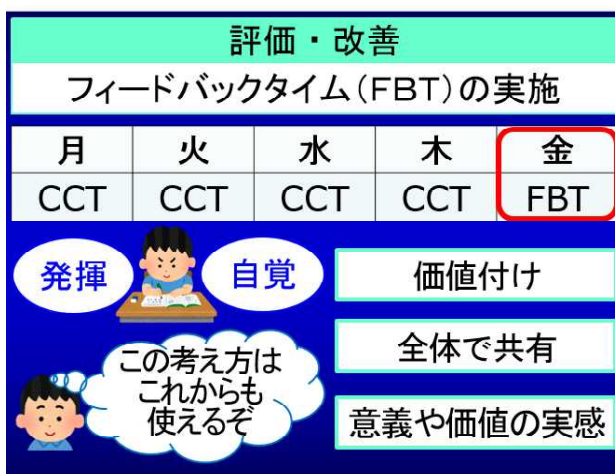 評価・改善
フィードバックタイム(FBT)の実施
月 火 水 木 金
CCT CCT CCT CCT FBT
発揮 自覚
価値付け
全体で共有
意義や価値の実感
この考え方は
これからも
使えるぞ